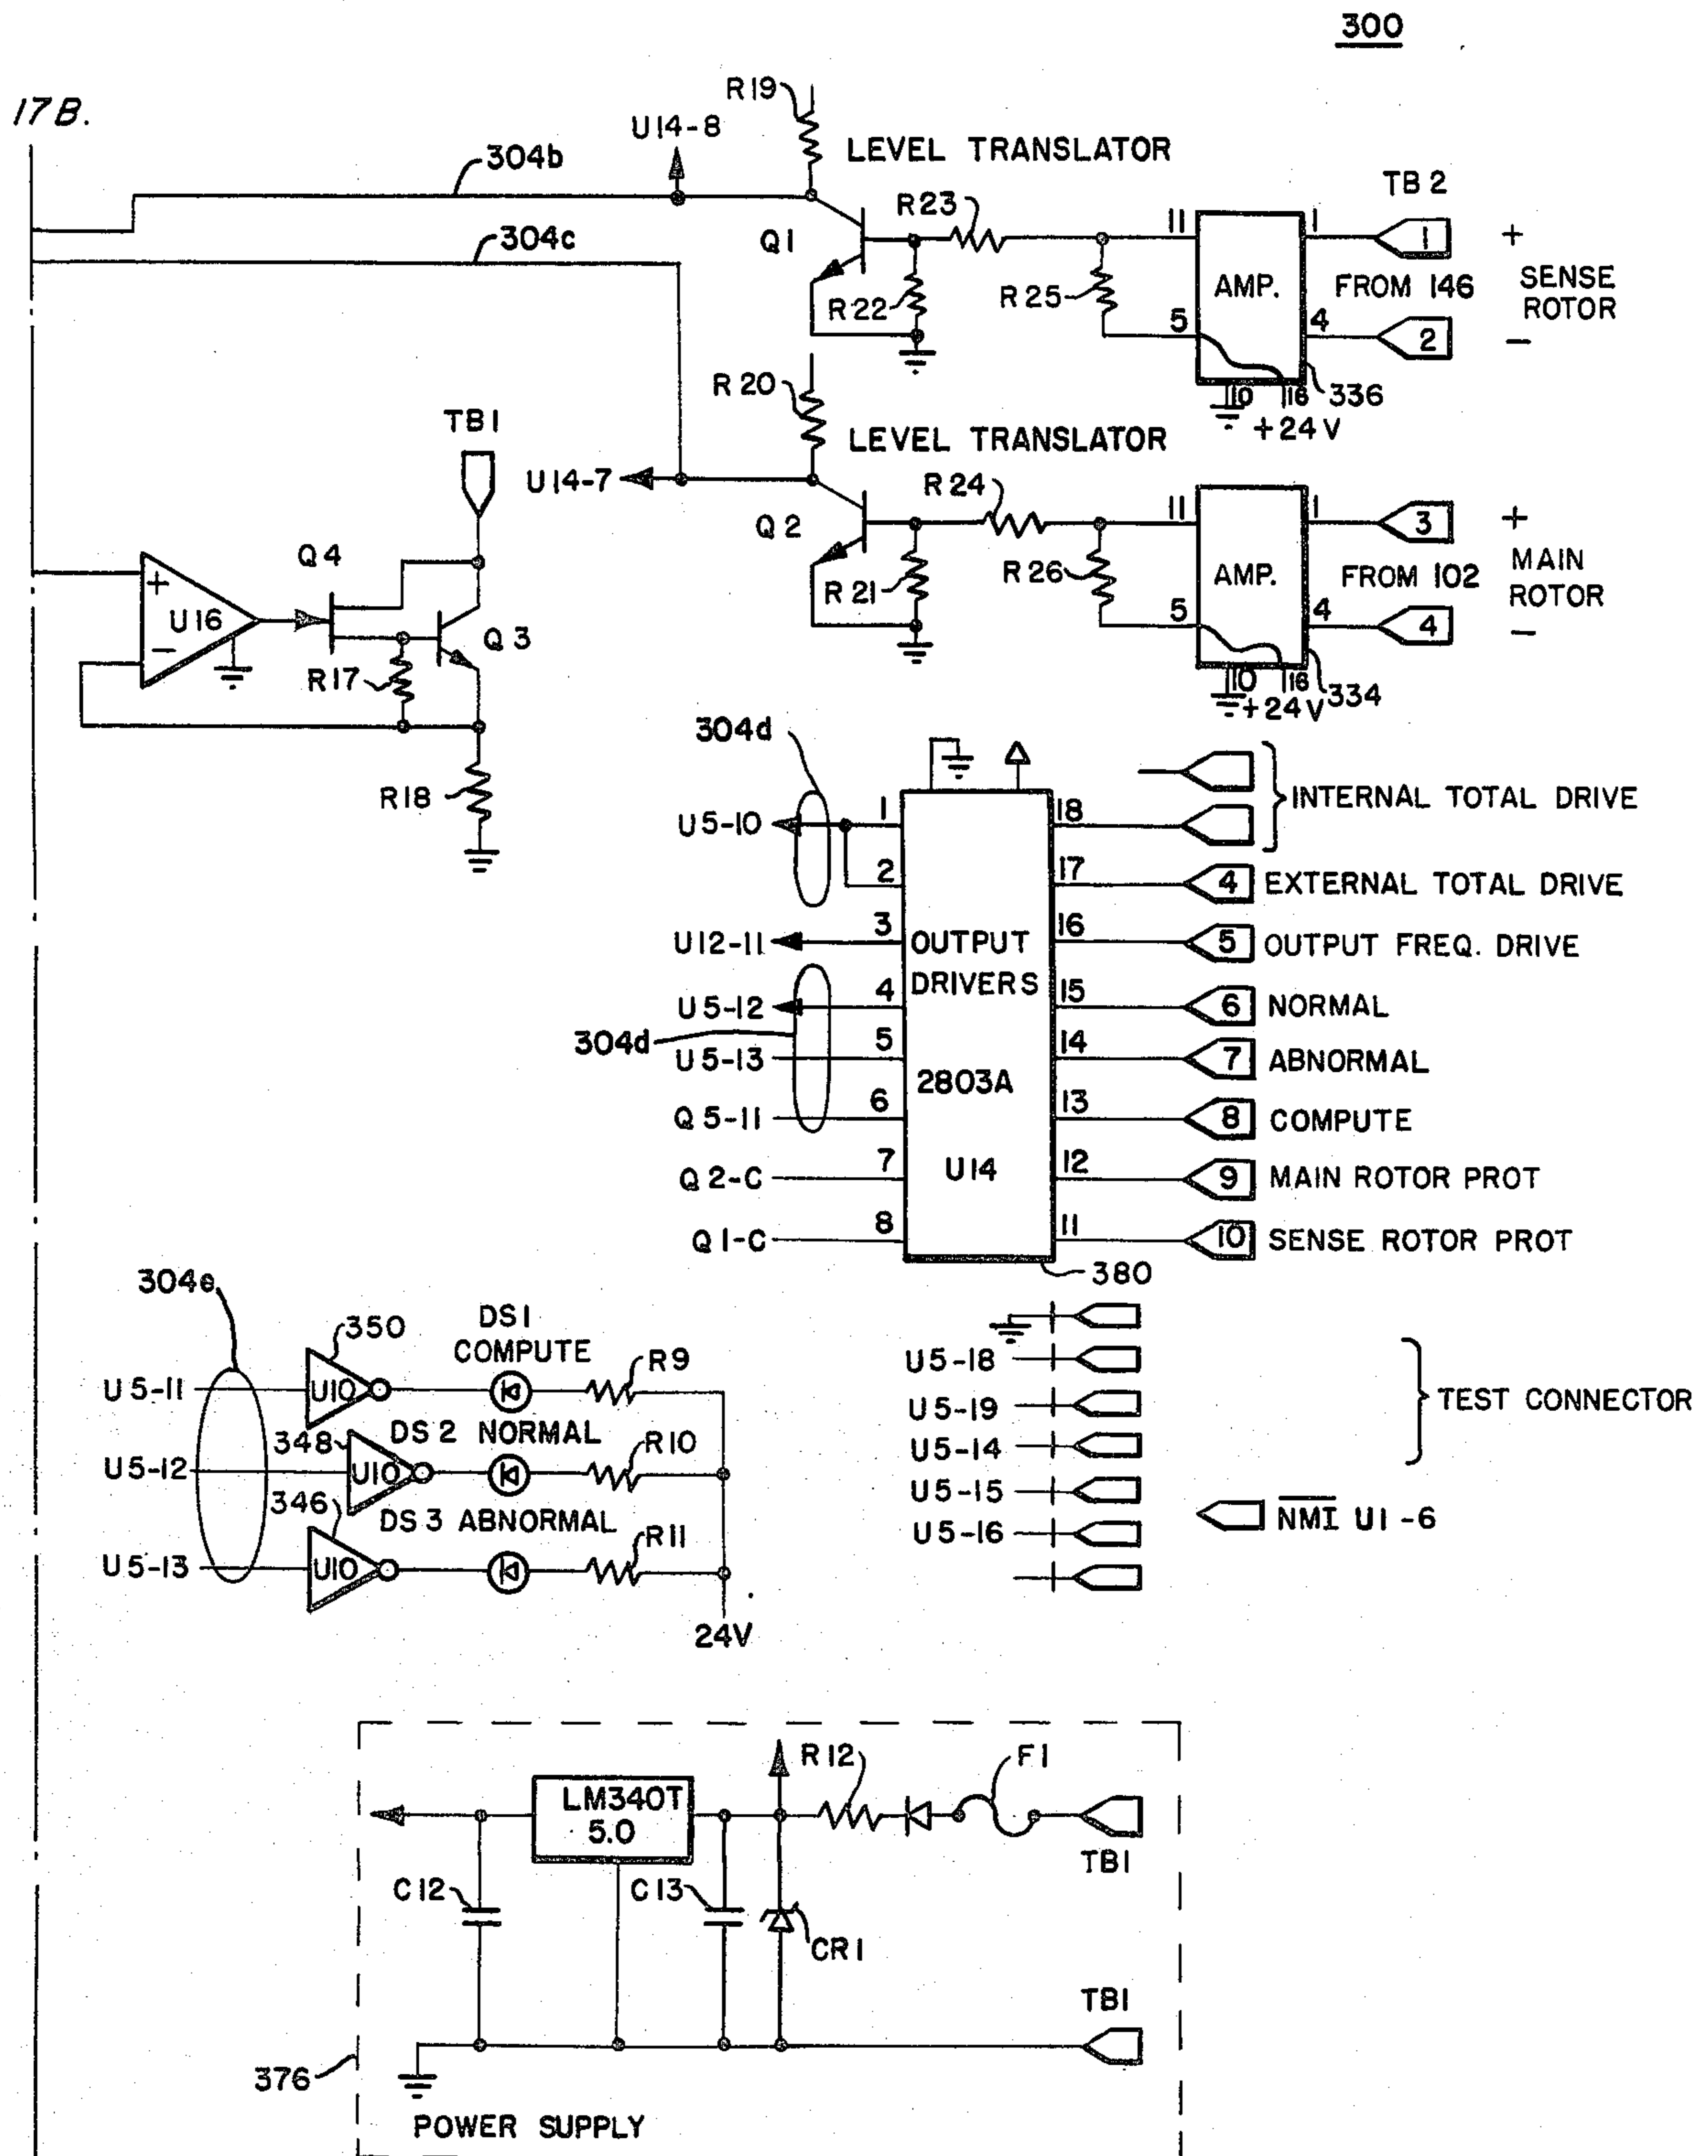 300
17B.
R19
U14-8
LEVEL TRANSLATOR
304b
TB2
R23
11
1
1
+
Q1
304c
AMP.
FROM 146
SENSE
ROTOR
R22
R25
5
4
2
−
R20
10
16
336
+24V
TB1
LEVEL TRANSLATOR
U14-7
R24
11
1
3
+
Q4
Q2
MAIN
ROTOR
+
U16
−
R26
AMP.
FROM 102
R21
Q3
5
4
4
−
R17
10
16
334
+24V
304d
R18
INTERNAL TOTAL DRIVE
U5-10
1
18
2
17
4
EXTERNAL TOTAL DRIVE
U12-11
3
OUTPUT
DRIVERS
16
5
OUTPUT FREQ. DRIVE
U5-12
4
15
6
NORMAL
304d
U5-13
5
14
7
ABNORMAL
2803A
Q5-11
6
13
8
COMPUTE
Q2-C
7
U14
12
9
MAIN ROTOR PROT
Q1-C
8
11
10
SENSE ROTOR PROT
380
304e
350
DS1
COMPUTE
R9
U5-11
U10
U5-18
348
DS2 NORMAL
R10
U5-19
TEST CONNECTOR
U5-12
U10
U5-14
346
DS3 ABNORMAL
R11
U5-15
NMI U1-6
U5-13
U10
U5-16
24V
R12
F1
LM340T
5.0
TB1
C12
C13
CR1
TB1
376
POWER SUPPLY